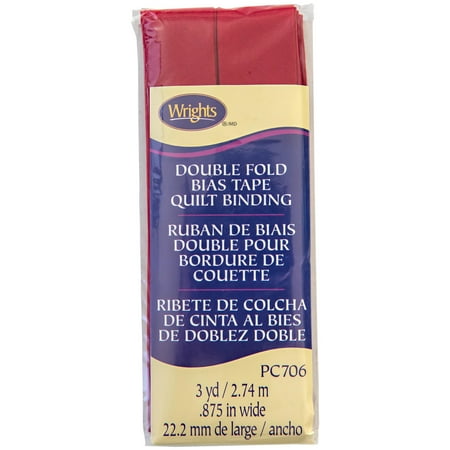 Wrights
®/MD
DOUBLE FOLD
BIAS TAPE
QUILT BINDING
RUBAN DE BIAIS
DOUBLE POUR
BORDURE DE
COUETTE
RIBETE DE COLCHA
DE CINTA AL BIES
DE DOBLEZ DOBLE
PC706
3 yd / 2.74 m
.875 in wide
22.2 mm de large / ancho